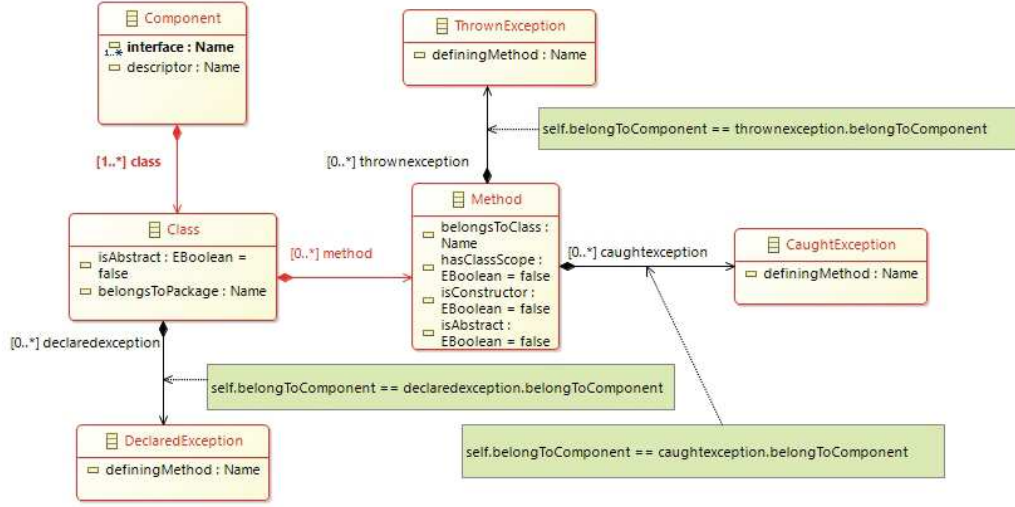 Component
interface : Name
1..*
descriptor : Name
[1..*] class
ThrownException
definingMethod : Name
self.belongToComponent == thrownexception.belongToComponent
[0..*] thrownexception
Class
isAbstract : EBoolean =
false
belongsToPackage : Name
[0..*] method
Method
belongsToClass :
Name
hasClassScope :
EBoolean = false
isConstructor :
EBoolean = false
isAbstract :
EBoolean = false
[0..*] caughtexception
CaughtException
definingMethod : Name
[0..*] declaredexception
self.belongToComponent == declaredexception.belongToComponent
DeclaredException
definingMethod : Name
self.belongToComponent == caughtexception.belongToComponent